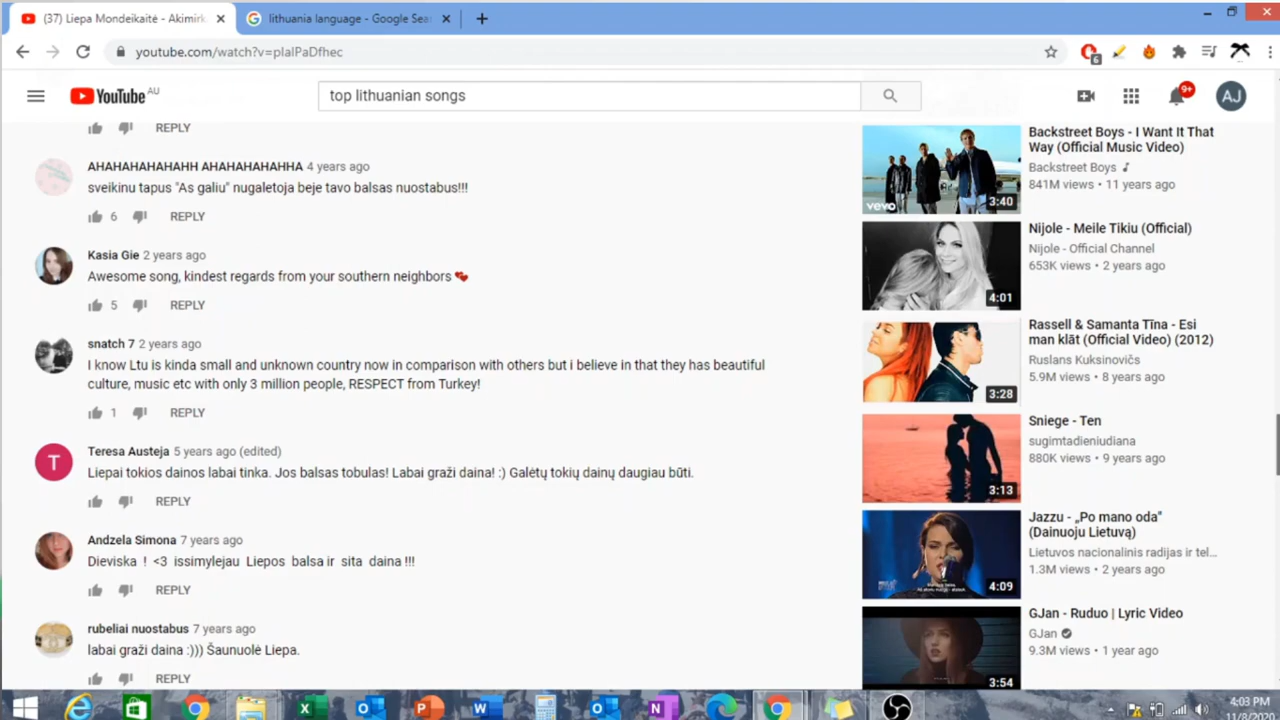 (37) Liepa Mondeikaitė - Akimirk
lithuania language - Google Sea
youtube.com/watch?v=pIaIPaDfhec
6
YouTube AU
top lithuanian songs
9+
AJ
REPLY
AHAHAHAHAHAHH AHAHAHAHAHHA 4 years ago
sveikinu tapus "As galiu" nugaletoja beje tavo balsas nuostabus!!!
6 REPLY
Kasia Gie 2 years ago
Awesome song, kindest regards from your southern neighbors
5 REPLY
snatch 7 2 years ago
I know Ltu is kinda small and unknown country now in comparison with others but i believe in that they has beautiful
culture, music etc with only 3 million people, RESPECT from Turkey!
1 REPLY
T
Teresa Austeja 5 years ago (edited)
Liepai tokios dainos labai tinka. Jos balsas tobulas! Labai graži daina! :) Galėtų tokių dainų daugiau būti.
REPLY
Andzela Simona 7 years ago
Dieviska ! <3 issimylejau Liepos balsa ir sita daina !!!
REPLY
rubeliai nuostabus 7 years ago
labai graži daina :))) Šaunuolė Liepa.
REPLY
vevo
3:40
Backstreet Boys - I Want It That
Way (Official Music Video)
Backstreet Boys
841M views • 11 years ago
4:01
Nijole - Meile Tikiu (Official)
Nijole - Official Channel
653K views • 2 years ago
3:28
Rassell & Samanta Tīna - Esi
man klāt (Official Video) (2012)
Ruslans Kuksinovičs
5.9M views • 8 years ago
3:13
Sniege - Ten
sugimtadieniudiana
880K views • 9 years ago
4:09
Jazzu - „Po mano oda"
(Dainuoju Lietuvą)
Lietuvos nacionalinis radijas ir tel...
1.3M views • 2 years ago
3:54
GJan - Ruduo | Lyric Video
GJan
9.3M views • 1 year ago
4:03 PM
11/8/2020